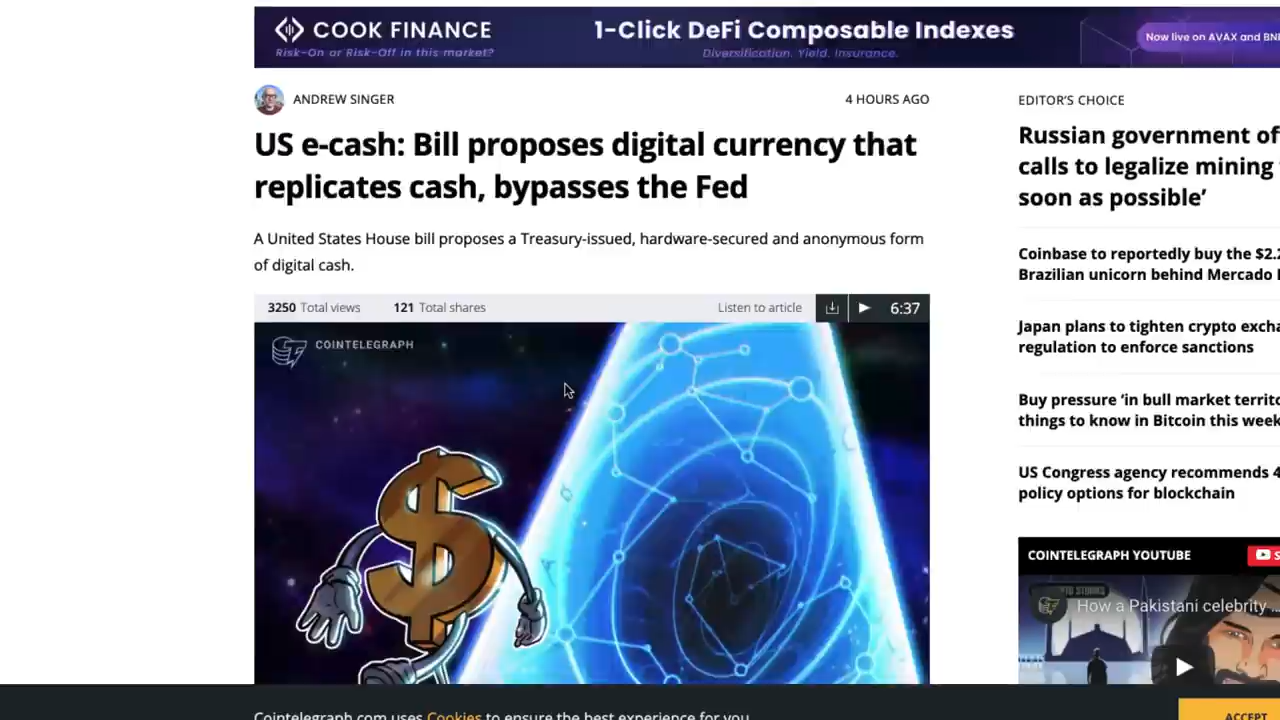 COOK FINANCE
Risk-On or Risk-Off in this market?
1-Click DeFi Composable Indexes
Diversification. Yield. Insurance.
Now live on AVAX and
ANDREW SINGER
4 HOURS AGO
US e-cash: Bill proposes digital currency that
replicates cash, bypasses the Fed
A United States House bill proposes a Treasury-issued, hardware-secured and anonymous form
of digital cash.
3250 Total views
121 Total shares
Listen to article
6:37
COINTELEGRAPH
EDITOR'S CHOICE
Russian government of
calls to legalize mining
soon as possible’
Coinbase to reportedly buy the $2.
Brazilian unicorn behind Mercado
Japan plans to tighten crypto exch
regulation to enforce sanctions
Buy pressure ‘in bull market territo
things to know in Bitcoin this week
US Congress agency recommends 4
policy options for blockchain
COINTELEGRAPH YOUTUBE
How a Pakistani celebrity ...
Cointelegraph.com uses Cookies to ensure the best experience for you
ACCEPT